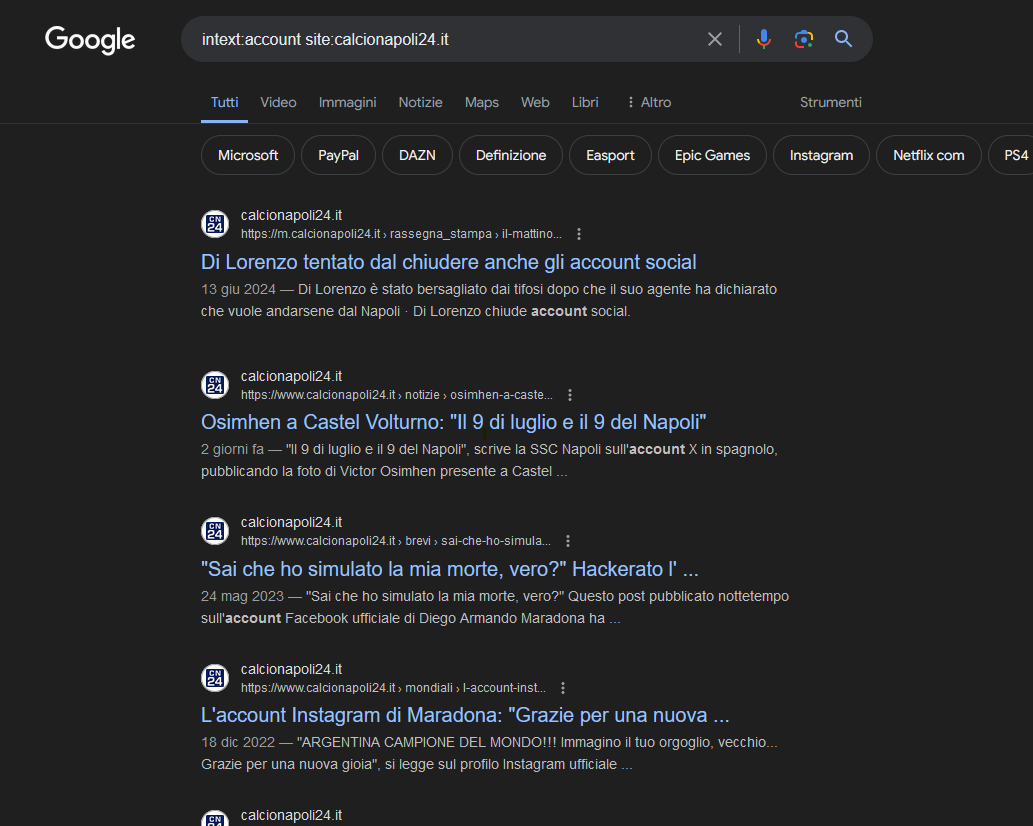 Google
intext:account site:calcionapoli24.it
Tutti Video Immagini Notizie Maps Web Libri Altro Strumenti
Microsoft PayPal DAZN Definizione Easport Epic Games Instagram Netflix com PS4
CN 24
calcionapoli24.it
https://m.calcionapoli24.it › rassegna_stampa › il-mattino...
Di Lorenzo tentato dal chiudere anche gli account social
13 giu 2024 — Di Lorenzo è stato bersagliato dai tifosi dopo che il suo agente ha dichiarato
che vuole andarsene dal Napoli · Di Lorenzo chiude account social.
CN 24
calcionapoli24.it
https://www.calcionapoli24.it › notizie › osimhen-a-caste...
Osimhen a Castel Volturno: "Il 9 di luglio e il 9 del Napoli"
2 giorni fa — "Il 9 di luglio e il 9 del Napoli", scrive la SSC Napoli sull'account X in spagnolo,
pubblicando la foto di Victor Osimhen presente a Castel ...
CN 24
calcionapoli24.it
https://www.calcionapoli24.it › brevi › sai-che-ho-simula...
"Sai che ho simulato la mia morte, vero?" Hackerato l' ...
24 mag 2023 — "Sai che ho simulato la mia morte, vero?" Questo post pubblicato nottetempo
sull'account Facebook ufficiale di Diego Armando Maradona ha ...
CN 24
calcionapoli24.it
https://www.calcionapoli24.it › mondiali › l-account-inst...
L'account Instagram di Maradona: "Grazie per una nuova ...
18 dic 2022 — "ARGENTINA CAMPIONE DEL MONDO!!! Immagino il tuo orgoglio, vecchio...
Grazie per una nuova gioia", si legge sul profilo Instagram ufficiale ...
CN
calcionapoli24.it